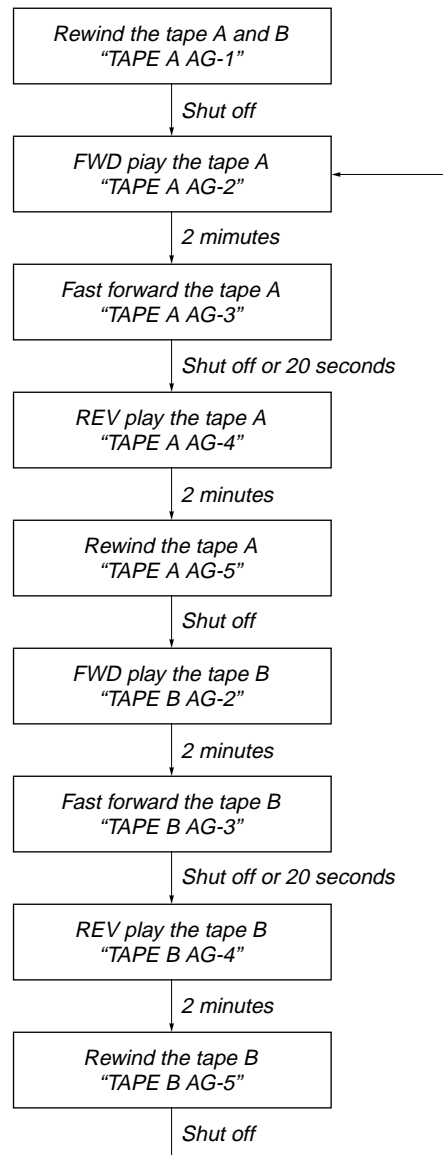 Rewind the tape A and B
“TAPE A AG-1”
Shut off
FWD piay the tape A
“TAPE A AG-2”
2 mimutes
Fast forward the tape A
“TAPE A AG-3”
Shut off or 20 seconds
REV play the tape A
“TAPE A AG-4”
2 minutes
Rewind the tape A
“TAPE A AG-5”
Shut off
FWD play the tape B
“TAPE B AG-2”
2 minutes
Fast forward the tape B
“TAPE B AG-3”
Shut off or 20 seconds
REV play the tape B
“TAPE B AG-4”
2 minutes
Rewind the tape B
“TAPE B AG-5”
Shut off